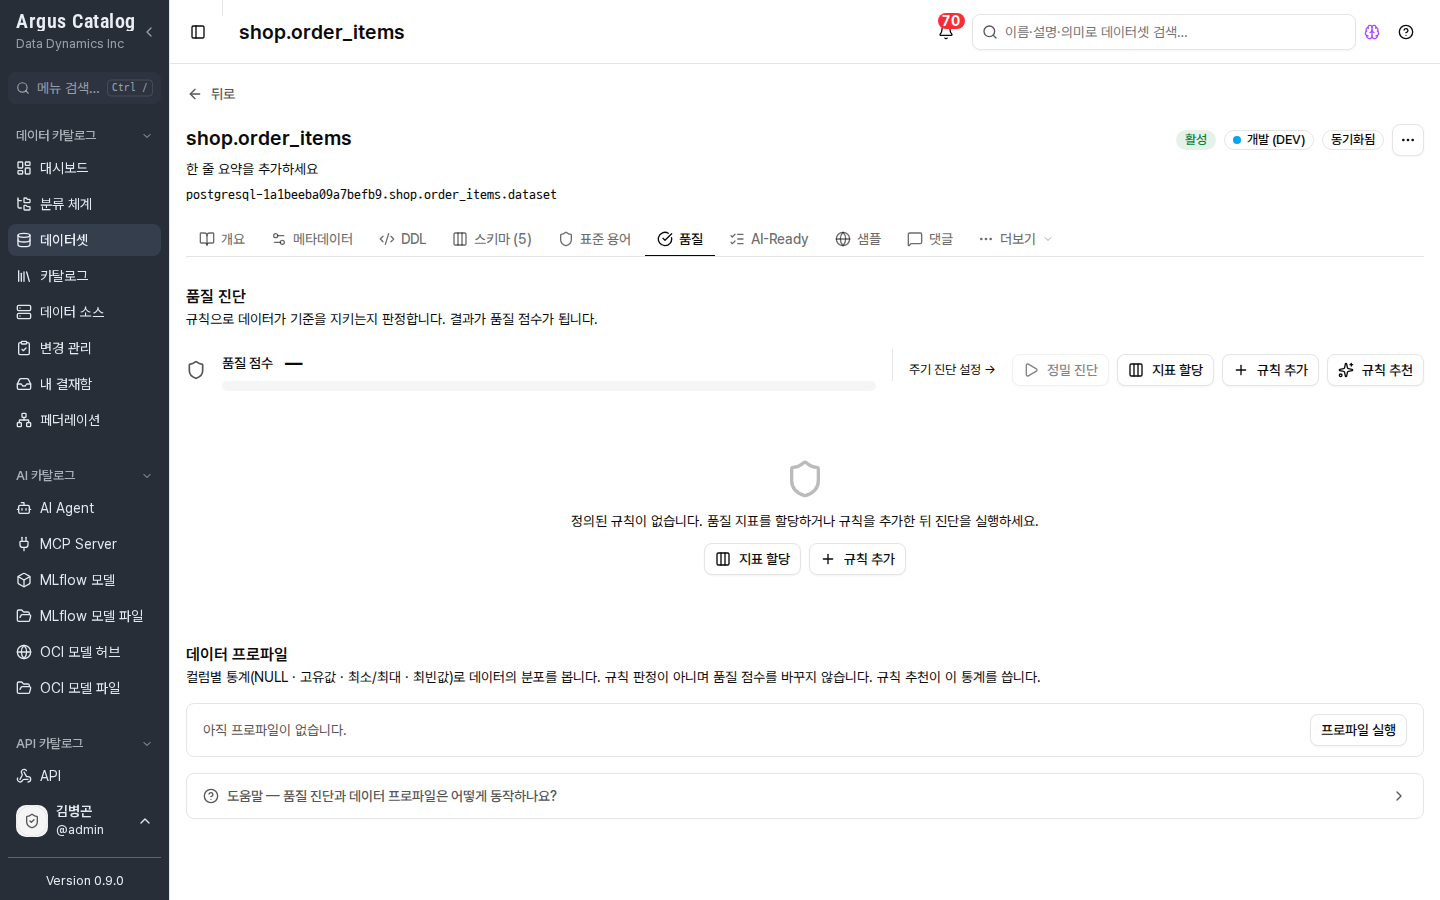 Argus Catalog
Data Dynamics Inc
메뉴 검색... Ctrl /
데이터 카탈로그
대시보드
분류 체계
데이터셋
카탈로그
데이터 소스
변경 관리
내 결재함
페더레이션
AI 카탈로그
AI Agent
MCP Server
MLflow 모델
MLflow 모델 파일
OCI 모델 허브
OCI 모델 파일
API 카탈로그
API
김병곤
@admin
Version 0.9.0
shop.order_items
70
이름·설명·의미로 데이터셋 검색...
뒤로
shop.order_items
활성 개발 (DEV) 동기화됨
한 줄 요약을 추가하세요
postgresql-1a1beeba09a7befb9.shop.order_items.dataset
개요 메타데이터 DDL 스키마 (5) 표준 용어 품질 AI-Ready 샘플 댓글 더보기
품질 진단
규칙으로 데이터가 기준을 지키는지 판정합니다. 결과가 품질 점수가 됩니다.
품질 점수 —
주기 진단 설정 → 정밀 진단 지표 할당 규칙 추가 규칙 추천
정의된 규칙이 없습니다. 품질 지표를 할당하거나 규칙을 추가한 뒤 진단을 실행하세요.
지표 할당 규칙 추가
데이터 프로파일
컬럼별 통계(NULL · 고유값 · 최소/최대 · 최빈값)로 데이터의 분포를 봅니다. 규칙 판정이 아니며 품질 점수를 바꾸지 않습니다. 규칙 추천이 이 통계를 씁니다.
아직 프로파일이 없습니다. 프로파일 실행
도움말 — 품질 진단과 데이터 프로파일은 어떻게 동작하나요?